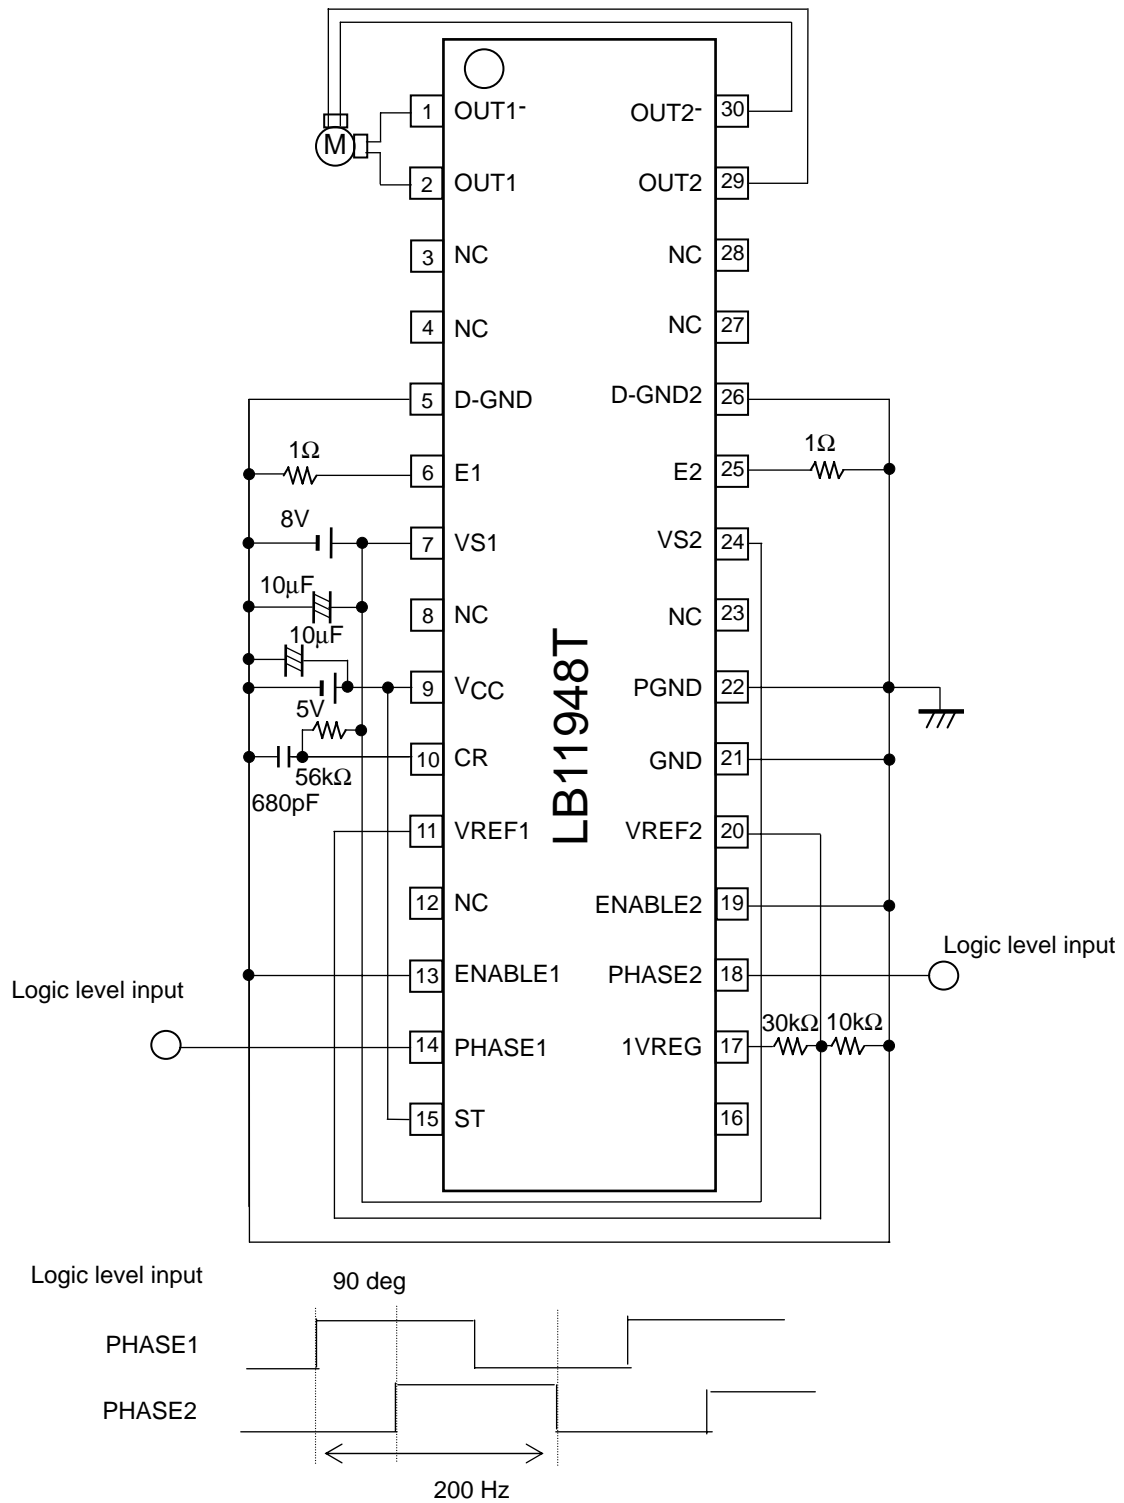 M
1 OUT1- OUT2- 30
2 OUT1 OUT2 29
3 NC NC 28
4 NC NC 27
5 D-GND D-GND2 26
1Ω 1Ω
6 E1 E2 25
8V
7 VS1 VS2 24
10µF
8 NC NC 23
10µF
9 VCC PGND 22
5V
10 CR GND 21
56kΩ
680pF
LB11948T
11 VREF1 VREF2 20
12 NC ENABLE2 19
Logic level input
13 ENABLE1 PHASE2 18
Logic level input
30kΩ 10kΩ
14 PHASE1 1VREG 17
15 ST 16
Logic level input 90 deg
PHASE1
PHASE2
200 Hz